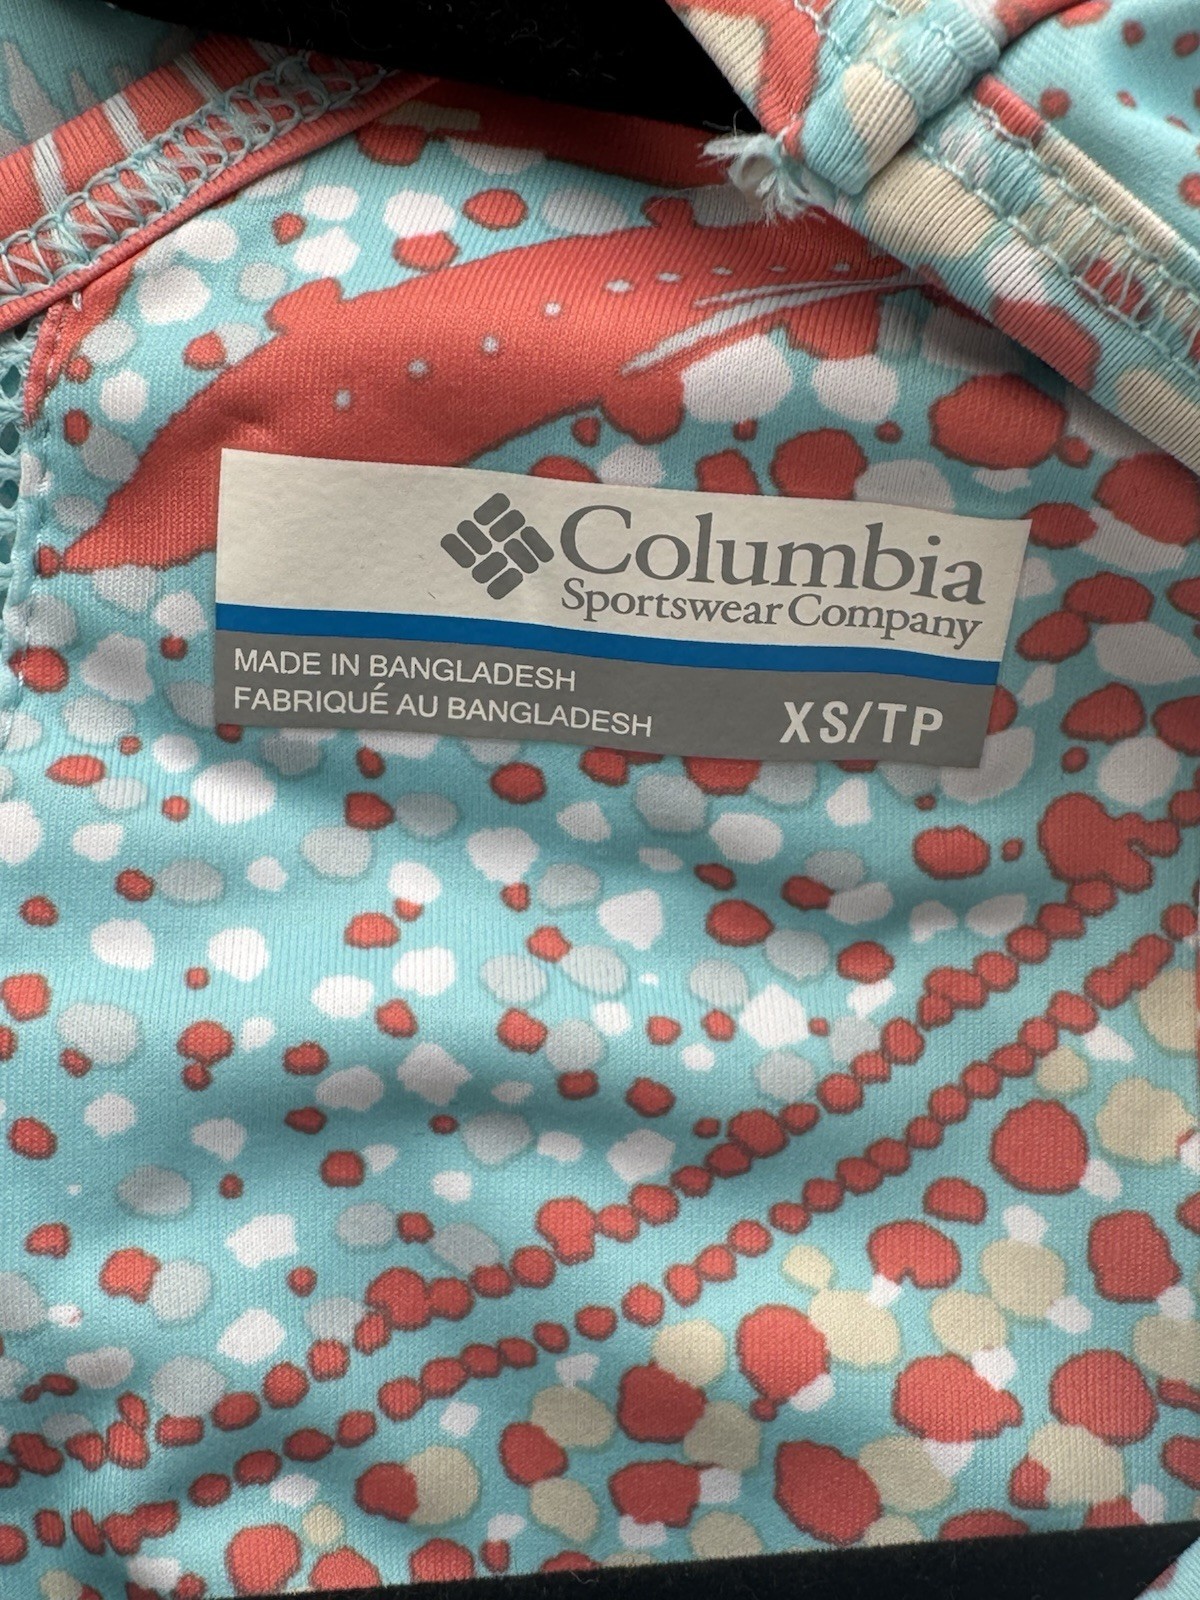 Columbia
Sportswear Company
MADE IN BANGLADESH
FABRIQUÉ AU BANGLADESH
XS/TP